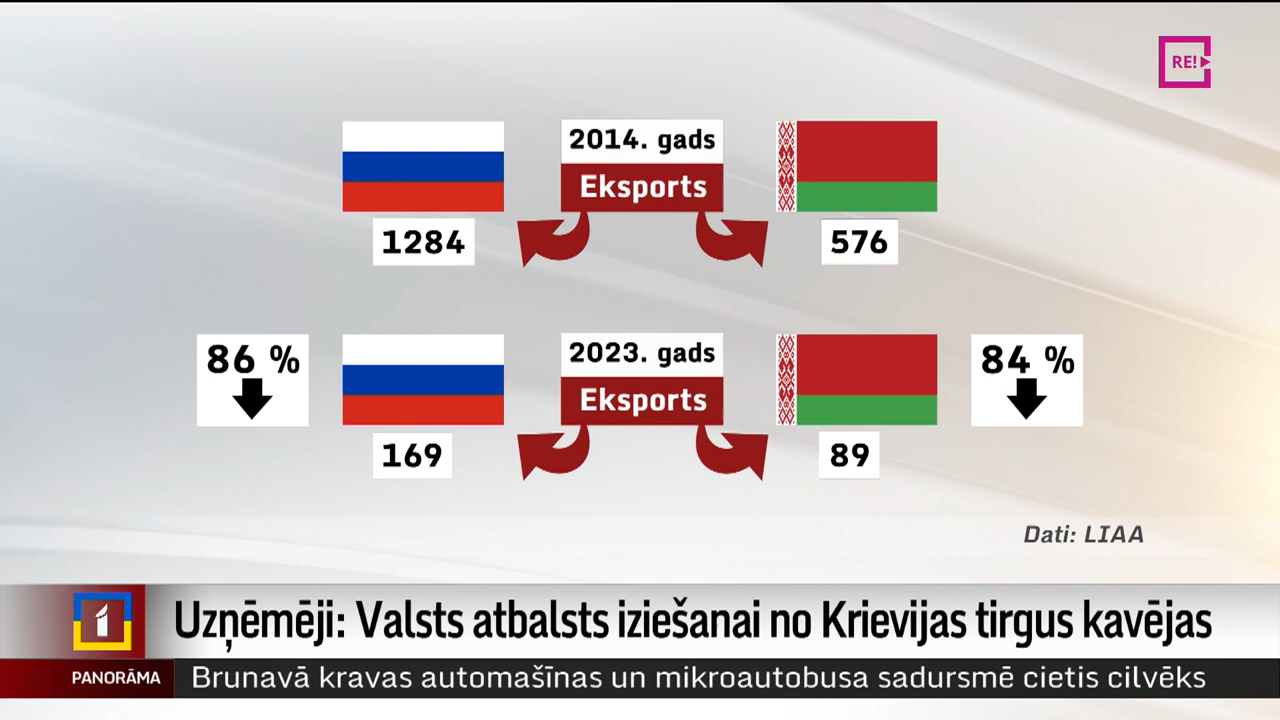 RE!
2014. gads
Eksports
1284
576
86 %
2023. gads
Eksports
84 %
169
89
Dati: LIAA
1
Uzņēmēji: Valsts atbalsts iziešanai no Krievijas tirgus kavējas
PANORĀMA
Brunavā kravas automašīnas un mikroautobusa sadursmē cietis cilvēks